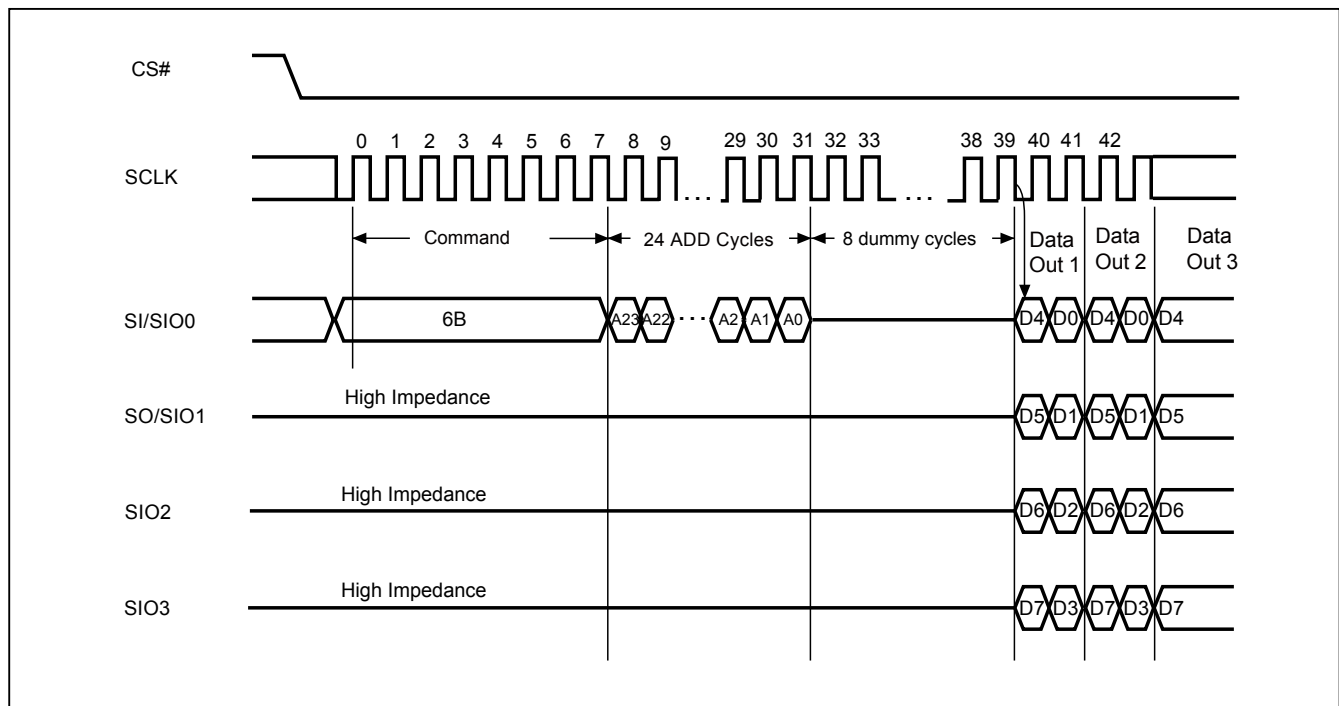 CS#
0 1 2 3 4 5 6 7 8 9 29 30 31 32 33 38 39 40 41 42
SCLK
Command 24 ADD Cycles 8 dummy cycles Data Out 1 Data Out 2 Data Out 3
SI/SIO0 6B A23 A22 ... A2 A1 A0 D4 D0 D4 D0 D4
High Impedance
SO/SIO1 D5 D1 D5 D1 D5
High Impedance
SIO2 D6 D2 D6 D2 D6
High Impedance
SIO3 D7 D3 D7 D3 D7